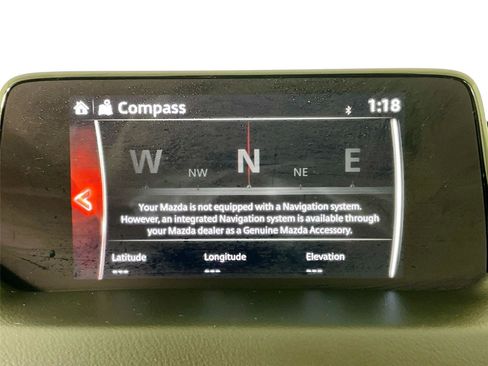 Compass 1:18
W NW N NE E
Your Mazda is not equipped with a Navigation system.
However, an integrated Navigation system is available through
your Mazda dealer as a Genuine Mazda Accessory.
Latitude Longitude Elevation
--- --- ---